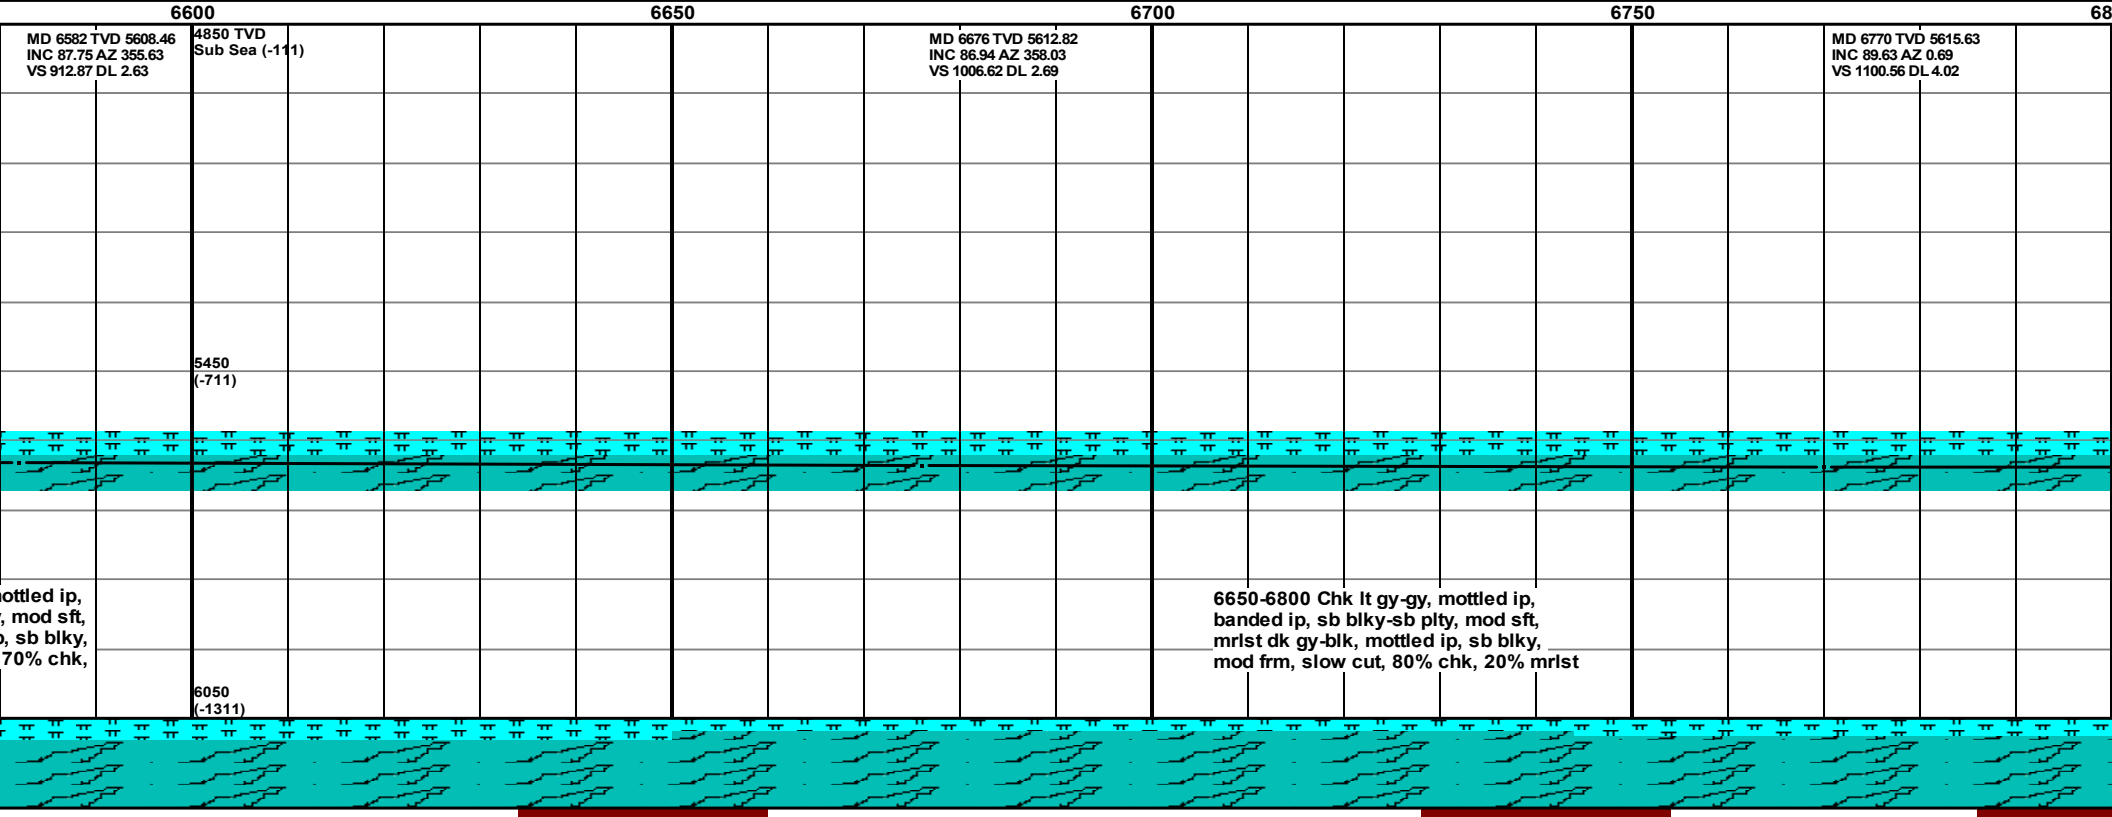 6600 6650 6700 6750 68
MD 6582 TVD 5608.46
INC 87.75 AZ 355.63
VS 912.87 DL 2.63
4850 TVD
Sub Sea (-111)
MD 6676 TVD 5612.82
INC 86.94 AZ 358.03
VS 1006.62 DL 2.69
MD 6770 TVD 5615.63
INC 89.63 AZ 0.69
VS 1100.56 DL 4.02
5450
(-711)
ottled ip,
, mod sft,
, sb blky,
70% chk,
6650-6800 Chk lt gy-gy, mottled ip,
banded ip, sb blky-sb plty, mod sft,
mrlst dk gy-blk, mottled ip, sb blky,
mod frm, slow cut, 80% chk, 20% mrlst
6050
(-1311)